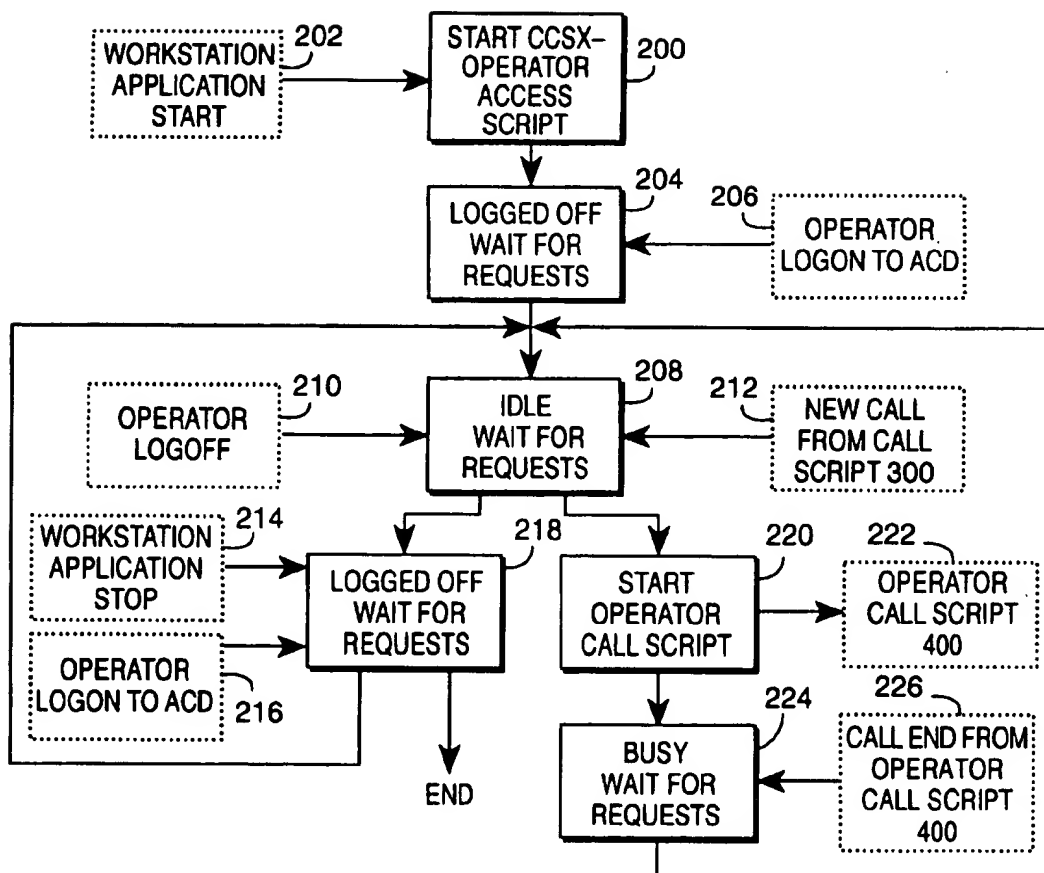 WORKSTATION
APPLICATION
START
202
START CCSX-
OPERATOR
ACCESS
SCRIPT
200
LOGGED OFF
WAIT FOR
REQUESTS
204
206
OPERATOR
LOGON TO ACD
OPERATOR
LOGOFF
210
IDLE
WAIT FOR
REQUESTS
208
212
NEW CALL
FROM CALL
SCRIPT 300
WORKSTATION
APPLICATION
STOP
214
OPERATOR
LOGON TO ACD
216
LOGGED OFF
WAIT FOR
REQUESTS
218
END
START
OPERATOR
CALL SCRIPT
220
222
OPERATOR
CALL SCRIPT
400
BUSY
WAIT FOR
REQUESTS
224
226
CALL END FROM
OPERATOR
CALL SCRIPT
400